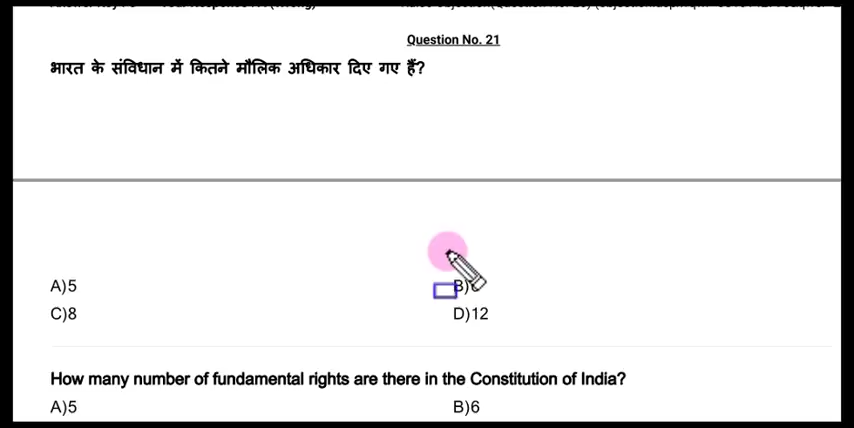 Question No. 21
भारत के संविधान में कितने मौलिक अधिकार दिए गए हैं?
A)5
B)
C)8
D)12
How many number of fundamental rights are there in the Constitution of India?
A)5
B)6